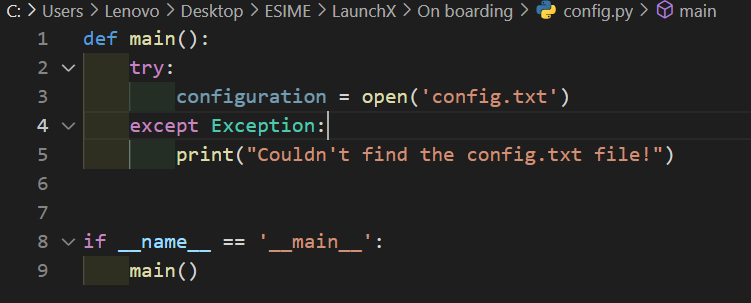 C: > Users > Lenovo > Desktop > ESIME > LaunchX > On boarding > config.py > main
1 def main():
2     try:
3         configuration = open('config.txt')
4     except Exception:
5         print("Couldn't find the config.txt file!")
6
7
8 if __name__ == '__main__':
9     main()